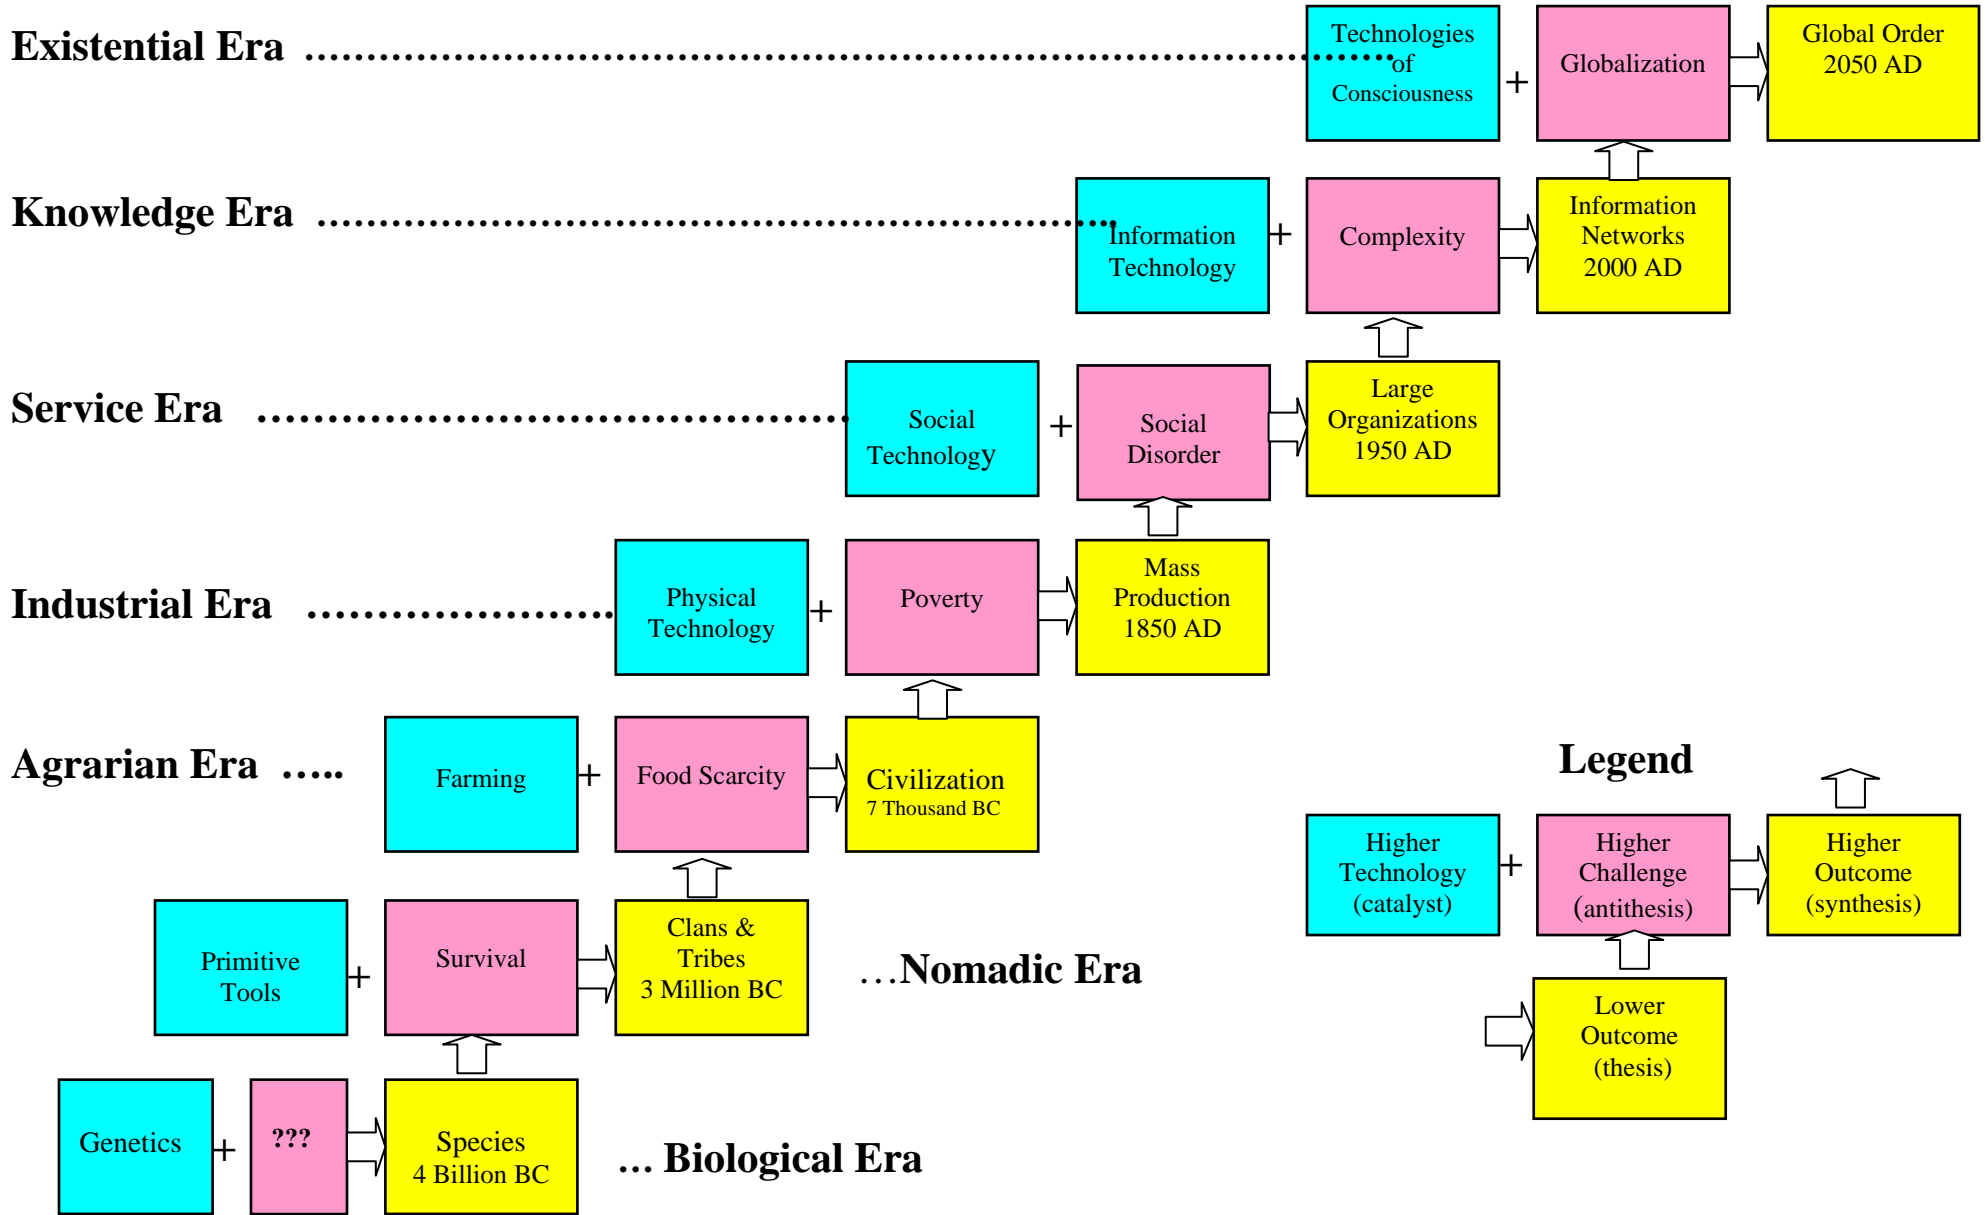 Existential Era ........................................................................................
Technologies
of
Consciousness
+
Globalization
Global Order
2050 AD
Knowledge Era ..................................................................
Information
Technology
+
Complexity
Information
Networks
2000 AD
Service Era ..........................................
Social
Technology
+
Social
Disorder
Large
Organizations
1950 AD
Industrial Era ......................
Physical
Technology
+
Poverty
Mass
Production
1850 AD
Agrarian Era .....
Farming
+
Food Scarcity
Civilization
7 Thousand BC
Primitive
Tools
+
Survival
Clans &
Tribes
3 Million BC
...Nomadic Era
Genetics
+
???
Species
4 Billion BC
... Biological Era
Legend
Higher
Technology
(catalyst)
+
Higher
Challenge
(antithesis)
Higher
Outcome
(synthesis)
Lower
Outcome
(thesis)